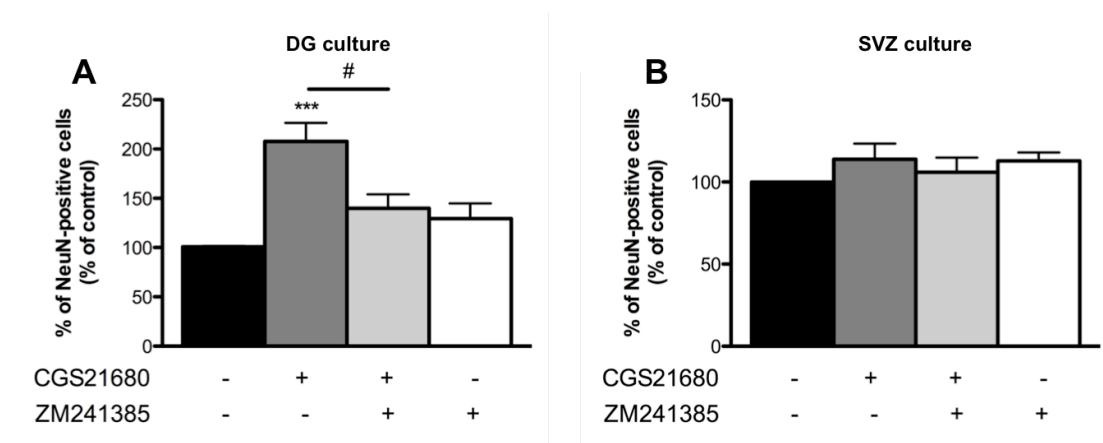 DG culture
A
#
***
% of NeuN-positive cells
(% of control)
250
200
150
100
50
0
CGS21680 - + + -
ZM241385 - - + +
SVZ culture
B
% of NeuN-positive cells
(% of control)
150
100
50
0
CGS21680 - + + -
ZM241385 - - + +